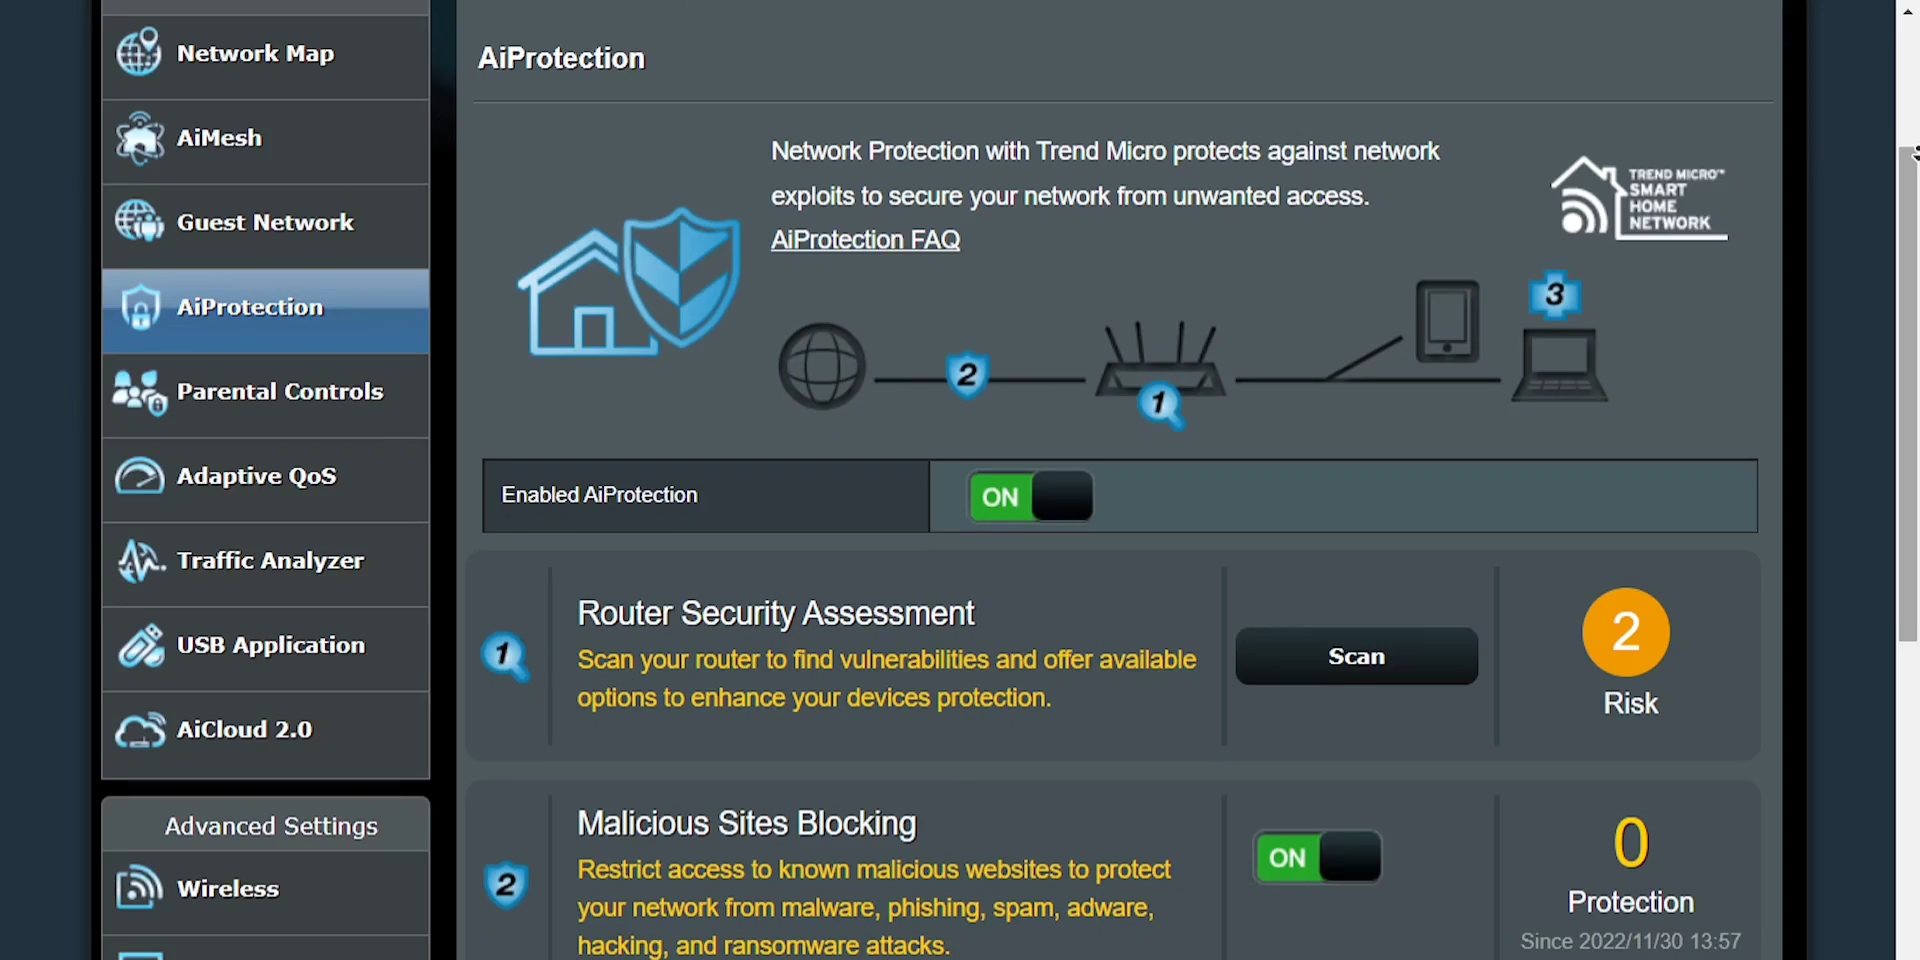 Network Map
AiMesh
Guest Network
AiProtection
Parental Controls
Adaptive QoS
Traffic Analyzer
USB Application
AiCloud 2.0
Advanced Settings
Wireless
AiProtection
Network Protection with Trend Micro protects against network
exploits to secure your network from unwanted access.
AiProtection FAQ
TREND MICRO™
SMART
HOME
NETWORK
3
2
1
Enabled AiProtection
ON
1
Router Security Assessment
Scan your router to find vulnerabilities and offer available
options to enhance your devices protection.
Scan
2
Risk
2
Malicious Sites Blocking
Restrict access to known malicious websites to protect
your network from malware, phishing, spam, adware,
hacking, and ransomware attacks.
ON
0
Protection
Since 2022/11/30 13:57